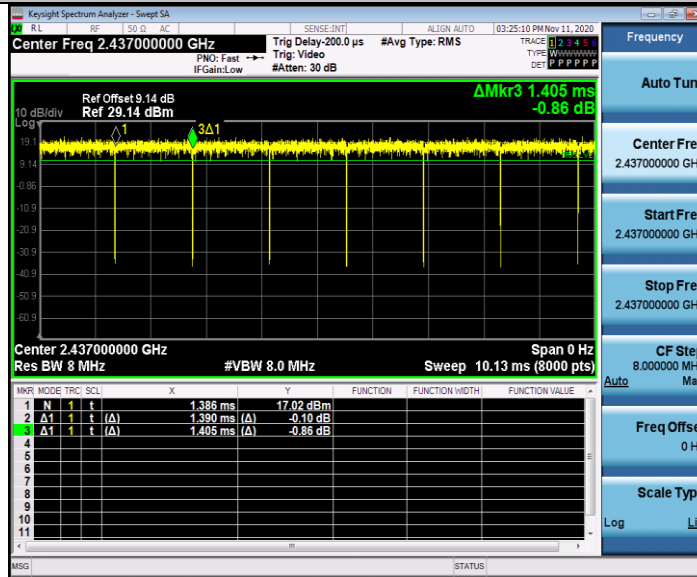 Keysight Spectrum Analyzer - Swept SA
RL RF 50 Ω AC SENSE:INT ALIGN AUTO 03:25:10 PM Nov 11, 2020
Center Freq 2.437000000 GHz
PNO: Fast
IFGain:Low
Trig Delay-200.0 µs
Trig: Video
#Atten: 30 dB
#Avg Type: RMS
TRACE 1 2 3 4 5 6
TYPE WWWWWW
DET P P P P P P
ΔMkr3 1.405 ms
-0.86 dB
Ref Offset 9.14 dB
10 dB/div Ref 29.14 dBm
Log
1
3Δ1
19.1
9.14
-0.86
-10.9
-20.9
-30.9
-40.9
-50.9
-60.9
Center 2.437000000 GHz Span 0 Hz
Res BW 8 MHz #VBW 8.0 MHz Sweep 10.13 ms (8000 pts)
MKR MODE TRC SCL X Y FUNCTION FUNCTION WIDTH FUNCTION VALUE
1 N 1 t 1.386 ms 17.02 dBm
2 Δ1 1 t (Δ) 1.390 ms (Δ) -0.10 dB
3 Δ1 1 t (Δ) 1.405 ms (Δ) -0.86 dB
4
5
6
7
8
9
10
11
MSG STATUS
Frequency
Auto Tun
Center Fre
2.437000000 GH
Start Fre
2.437000000 GH
Stop Fre
2.437000000 GH
CF Ste
8.000000 MH
Auto Ma
Freq Offse
0 H
Scale Typ
Log Li